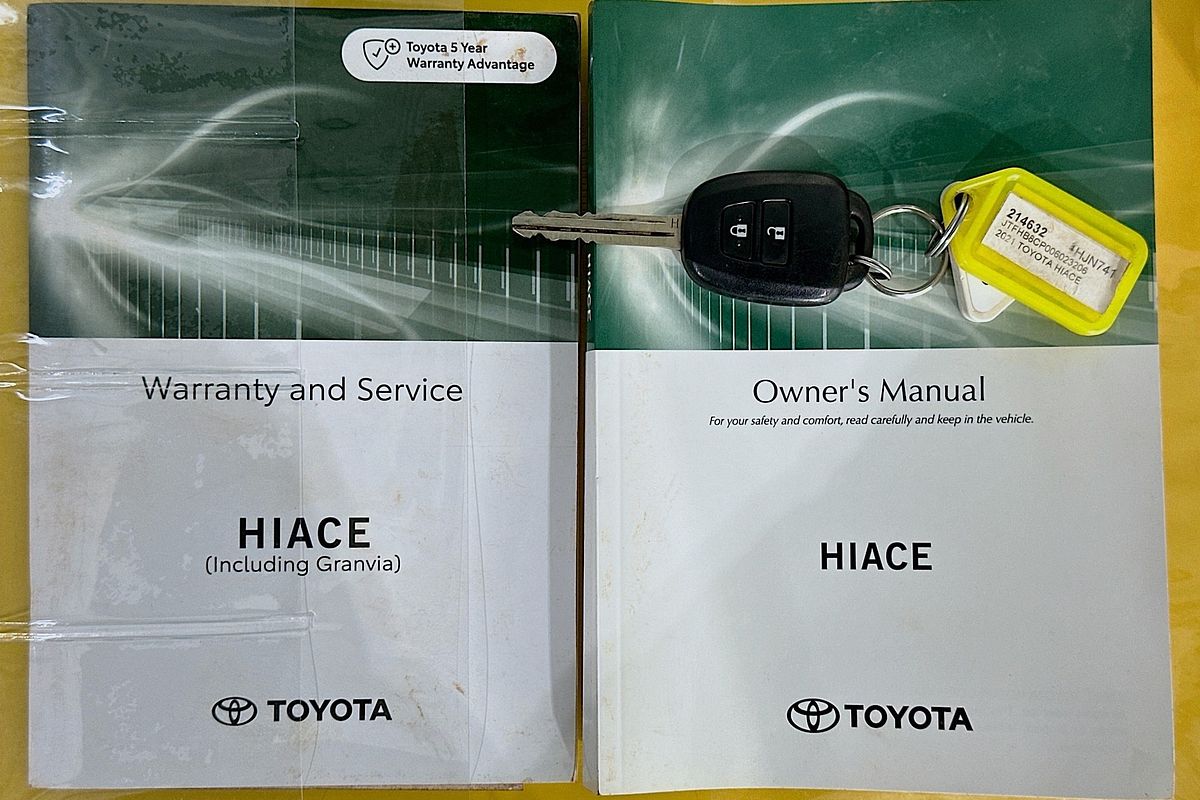 Toyota 5 Year
Warranty Advantage
Warranty and Service
HIACE
(Including Granvia)
TOYOTA
Owner's Manual
For your safety and comfort, read carefully and keep in the vehicle.
HIACE
TOYOTA
214632
JTFHB8CP006023206
2021 TOYOTA HIACE